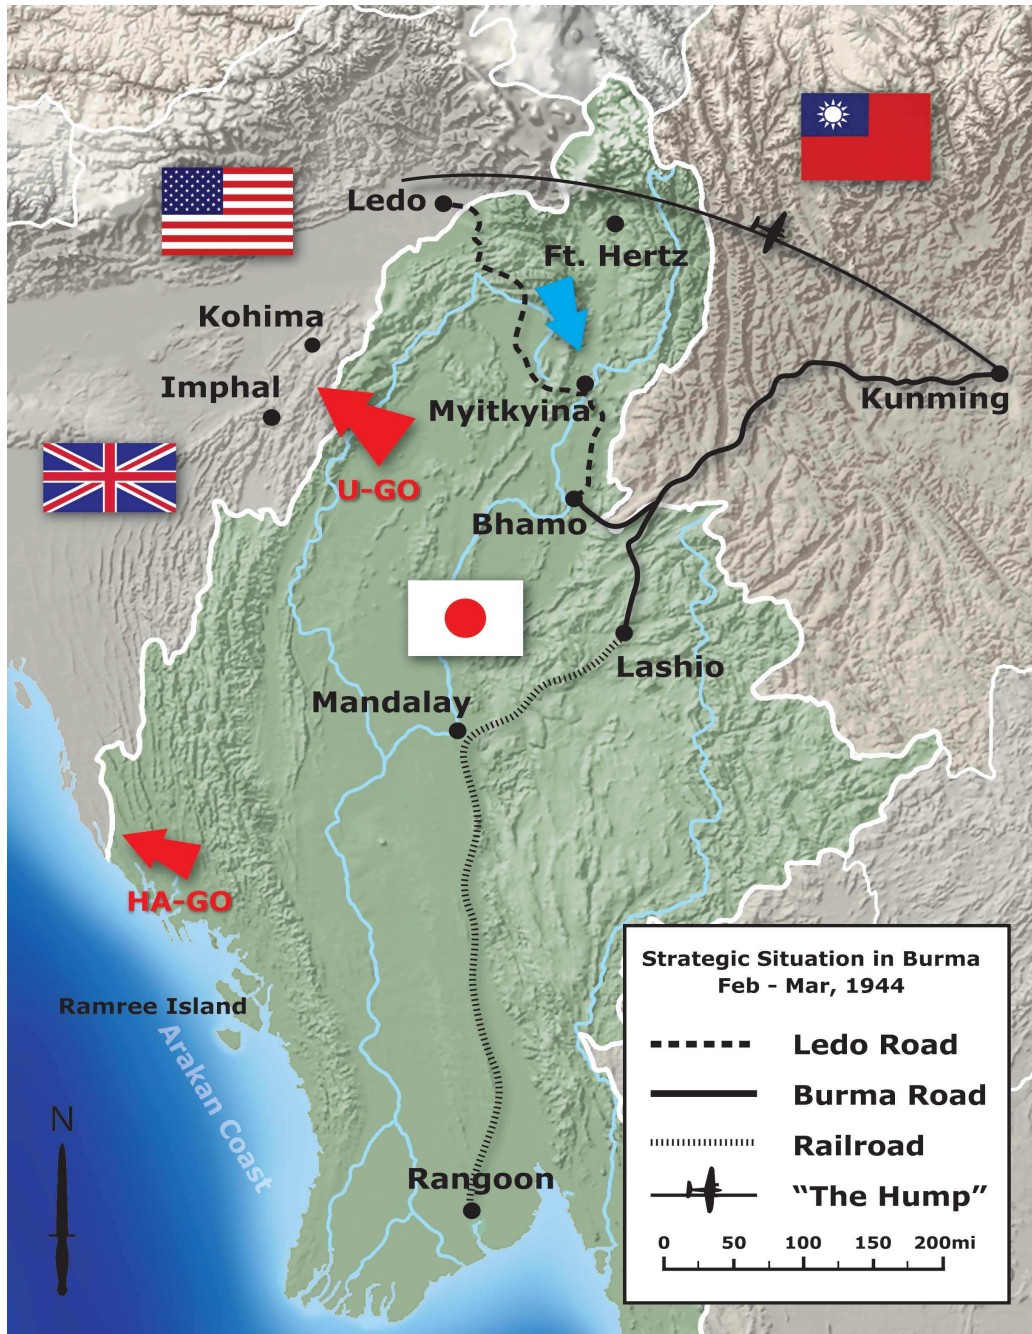 Ledo
Ft. Hertz
Kohima
Imphal
Myitkyina
Kunming
U-GO
Bhamo
Lashio
Mandalay
HA-GO
Ramree Island
Arakan Coast
Rangoon
N
Strategic Situation in Burma
Feb - Mar, 1944
Ledo Road
Burma Road
Railroad
“The Hump”
0 50 100 150 200mi